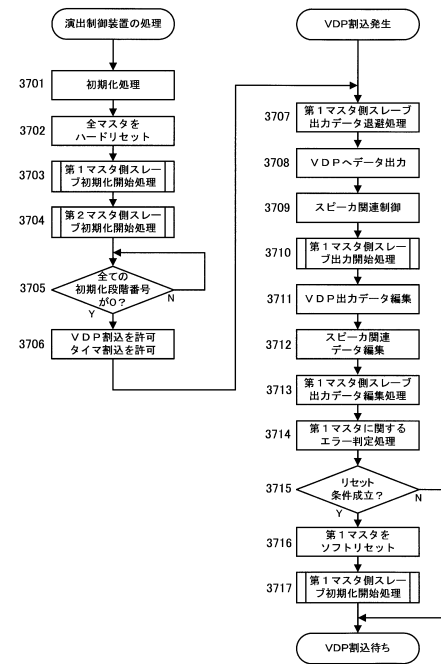 演出制御装置の処理
3701
初期化処理
3702
全マスタを
ハードリセット
3703
第1マスタ側スレー
ブ初期化開始処理
3704
第2マスタ側スレー
ブ初期化開始処理
3705
全ての
初期化段階番号
が0?
N
Y
3706
VDP割込を許可
タイマ割込を許可
VDP割込発生
3707
第1マスタ側スレーブ
出力データ退避処理
3708
VDPへデータ出力
3709
スピーカ関連制御
3710
第1マスタ側スレーブ
出力開始処理
3711
VDP出力データ編集
3712
スピーカ関連
データ編集
3713
第1マスタ側スレーブ
出力データ編集処理
3714
第1マスタに関する
エラー判定処理
3715
リセット
条件成立?
N
Y
3716
第1マスタを
ソフトリセット
3717
第1マスタ側スレー
ブ初期化開始処理
VDP割込待ち